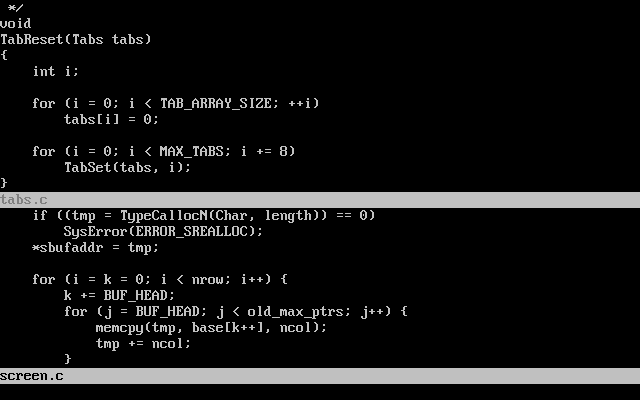 */
void
TabReset(Tabs tabs)
{
    int i;

    for (i = 0; i < TAB_ARRAY_SIZE; ++i)
        tabs[i] = 0;

    for (i = 0; i < MAX_TABS; i += 8)
        TabSet(tabs, i);
}
tabs.c
    if ((tmp = TypeCallocN(Char, length)) == 0)
        SysError(ERROR_SREALLOC);
    *sbufaddr = tmp;

    for (i = k = 0; i < nrow; i++) {
        k += BUF_HEAD;
        for (j = BUF_HEAD; j < old_max_ptrs; j++) {
            memcpy(tmp, base[k++], ncol);
            tmp += ncol;
        }
screen.c